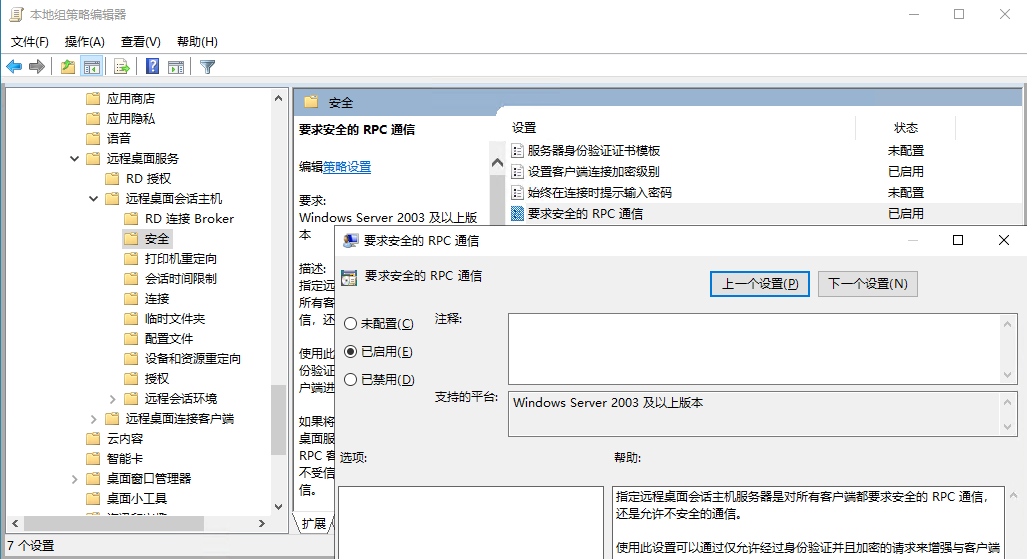 本地组策略编辑器
文件(F) 操作(A) 查看(V) 帮助(H)
应用商店
应用隐私
语音
远程桌面服务
RD 授权
远程桌面会话主机
RD 连接 Broker
安全
打印机重定向
会话时间限制
连接
临时文件夹
配置文件
设备和资源重定向
授权
远程会话环境
远程桌面连接客户端
云内容
智能卡
桌面窗口管理器
桌面小工具
7 个设置
安全
要求安全的 RPC 通信
编辑策略设置
要求:
Windows Server 2003 及以上版
本
描述:
指定远
所有客
信，还
使用此
份验证
户端进
如果将
桌面服
RPC 客
不受信
信。
扩展
设置 状态
服务器身份验证证书模板 未配置
设置客户端连接加密级别 已启用
始终在连接时提示输入密码 未配置
要求安全的 RPC 通信 已启用
要求安全的 RPC 通信
要求安全的 RPC 通信
上一个设置(P) 下一个设置(N)
未配置(C)
已启用(E)
已禁用(D)
注释:
支持的平台:
Windows Server 2003 及以上版本
选项:
帮助:
指定远程桌面会话主机服务器是对所有客户端都要求安全的 RPC 通信，
还是允许不安全的通信。
使用此设置可以通过仅允许经过身份验证并且加密的请求来增强与客户端